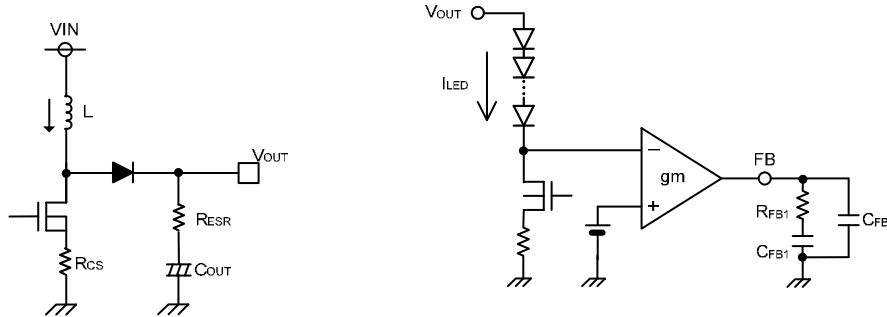 VIN
L
VOUT
RESR
RCS
COUT
VOUT
ILED
−
gm
+
FB
RFB1
CFB1
CFB